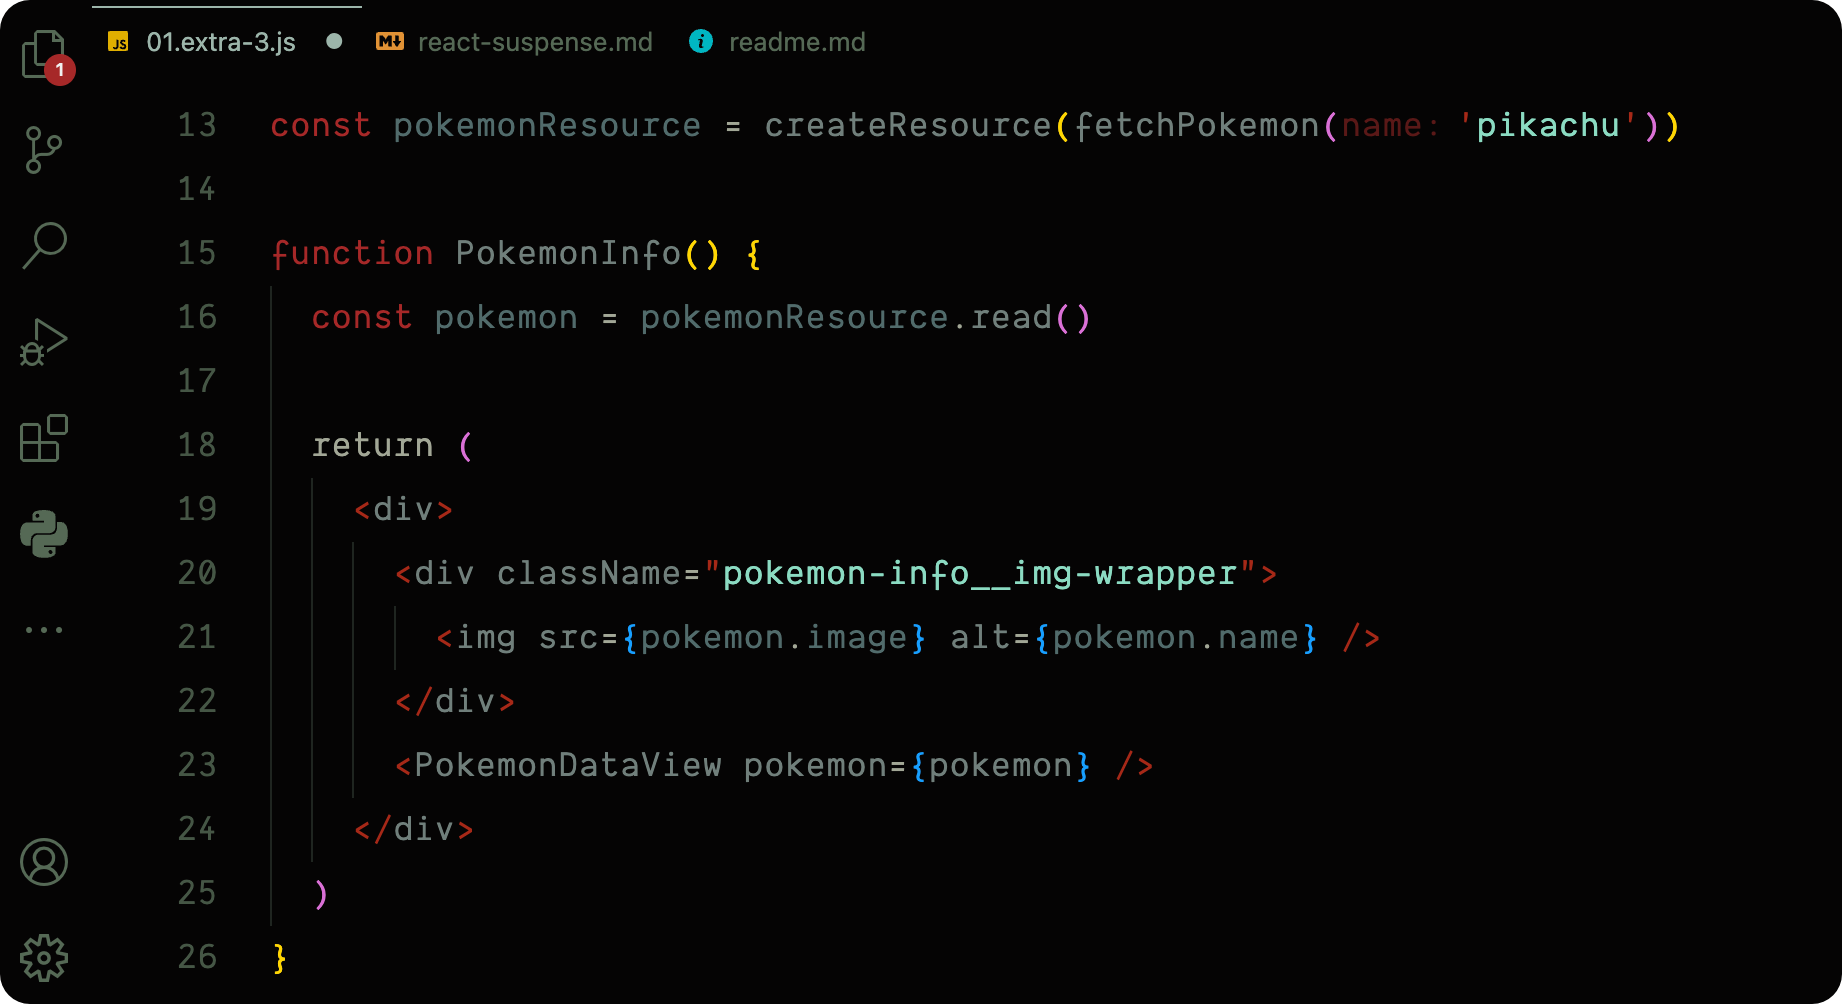 JS 01.extra-3.js M↓ react-suspense.md i readme.md
1
13 const pokemonResource = createResource(fetchPokemon(name: 'pikachu'))
14
15 function PokemonInfo() {
16 const pokemon = pokemonResource.read()
17
18 return (
19 <div>
20 <div className="pokemon-info__img-wrapper">
21 <img src={pokemon.image} alt={pokemon.name} />
22 </div>
23 <PokemonDataView pokemon={pokemon} />
24 </div>
25 )
26 }